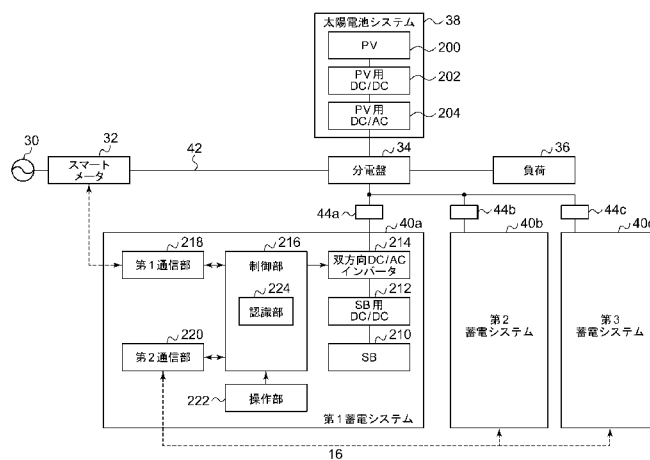 太陽電池システム
38
PV
200
PV用
DC/DC
202
PV用
DC/AC
204
30
32
スマート
メータ
42
34
分電盤
36
負荷
44a
40a
44b
40b
44c
40c
218
第1通信部
216
制御部
224
認識部
214
双方向DC/AC
インバータ
212
SB用
DC/DC
220
第2通信部
210
SB
222
操作部
第1蓄電システム
第2
蓄電システム
第3
蓄電システム
16